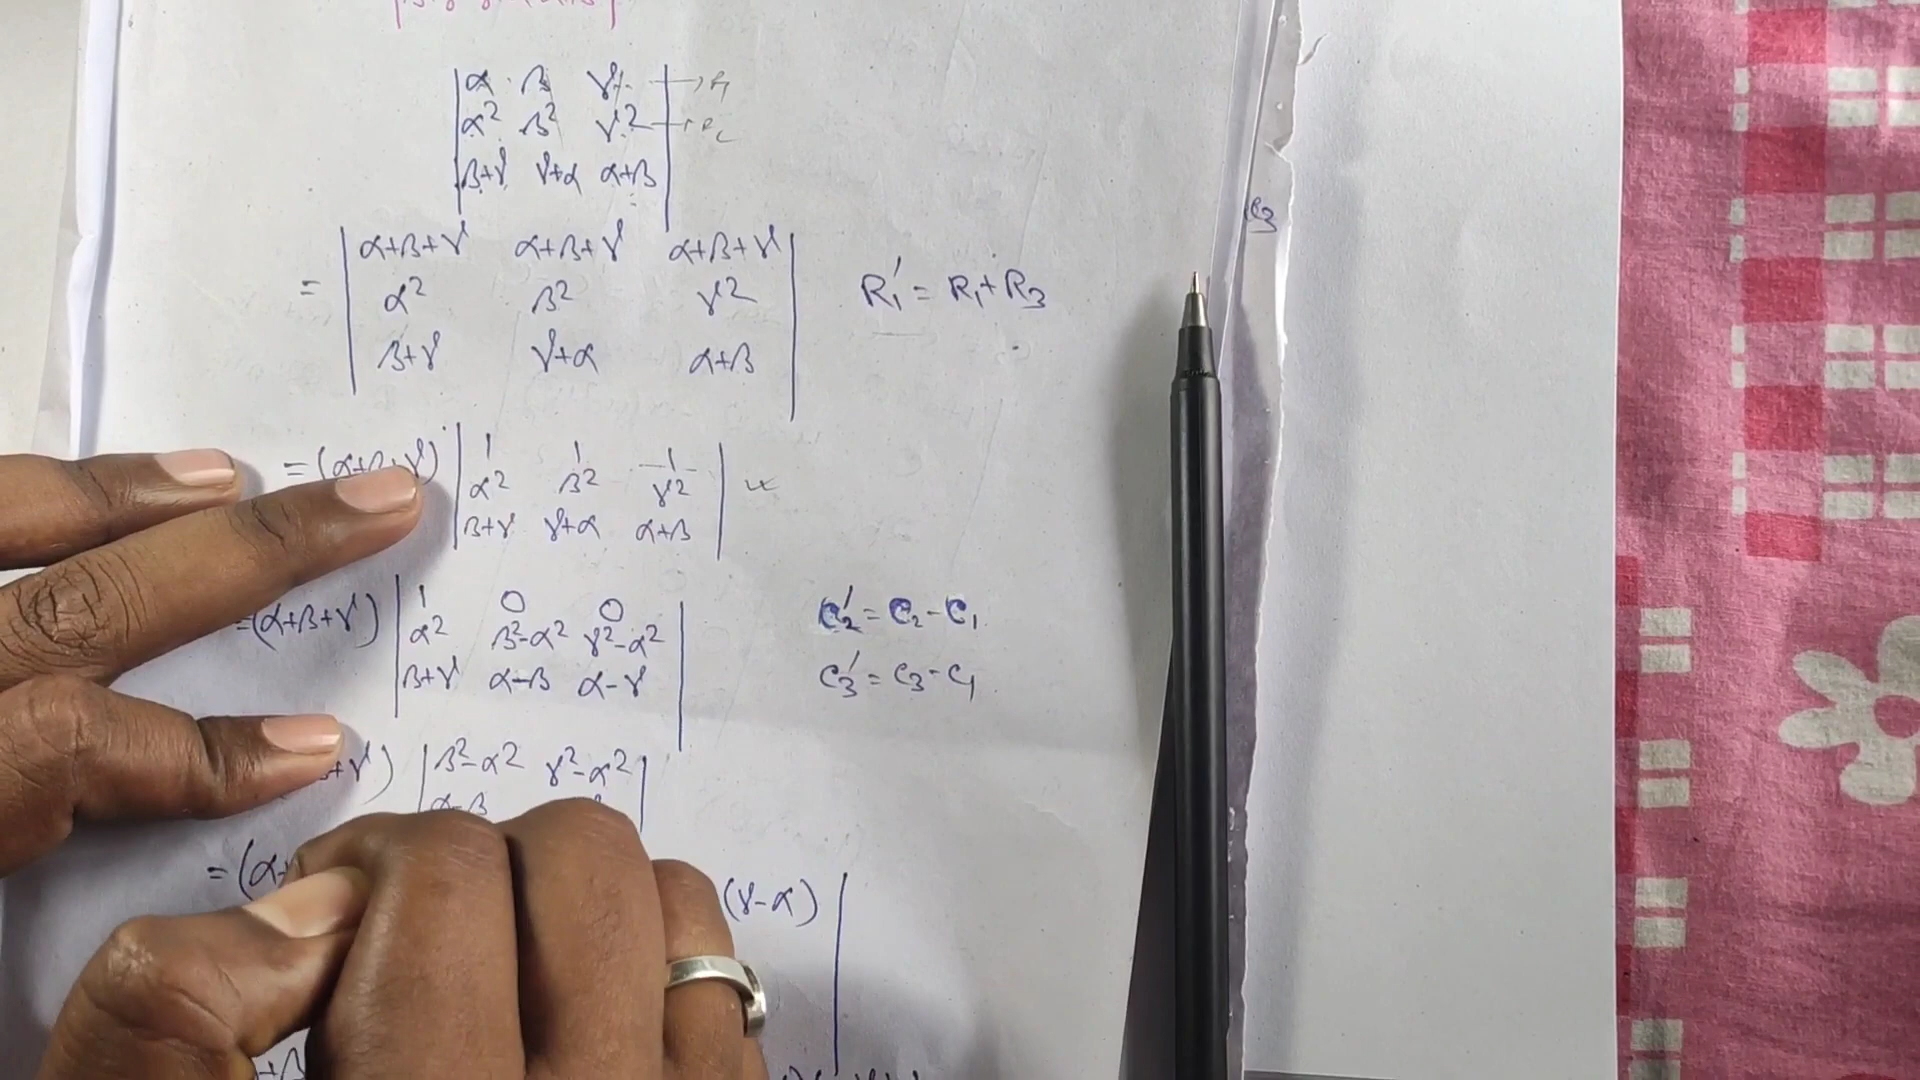 | α β γ | → R₁
| α² β² γ² | → R₂
| β+γ γ+α α+β |
| α+β+γ α+β+γ α+β+γ |
= | α² β² γ² | R₁' = R₁+R₃
| β+γ γ+α α+β |
C3
| 1 1 1 |
=(α+β+γ) | α² β² γ² |
| β+γ γ+α α+β |
| 1 0 0 | C₂' = C₂-C₁
=(α+β+γ) | α² β²-α² γ²-α² |
| β+γ α-β α-γ | C₃' = C₃-C₁
+γ) | β²-α² γ²-α² |
α-β
=(α+ (γ-α) |
+β